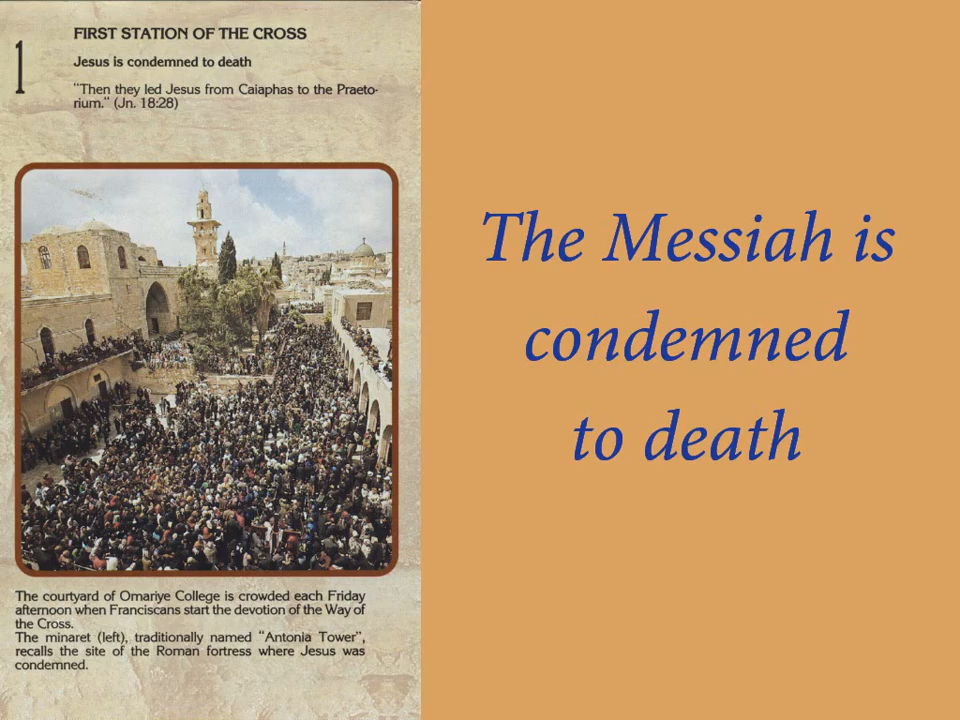 1
FIRST STATION OF THE CROSS
Jesus is condemned to death
"Then they led Jesus from Caiaphas to the Praeto-
rium." (Jn. 18:28)
The courtyard of Omariye College is crowded each Friday
afternoon when Franciscans start the devotion of the Way of
the Cross.
The minaret (left), traditionally named "Antonia Tower",
recalls the site of the Roman fortress where Jesus was
condemned.
The Messiah is
condemned
to death